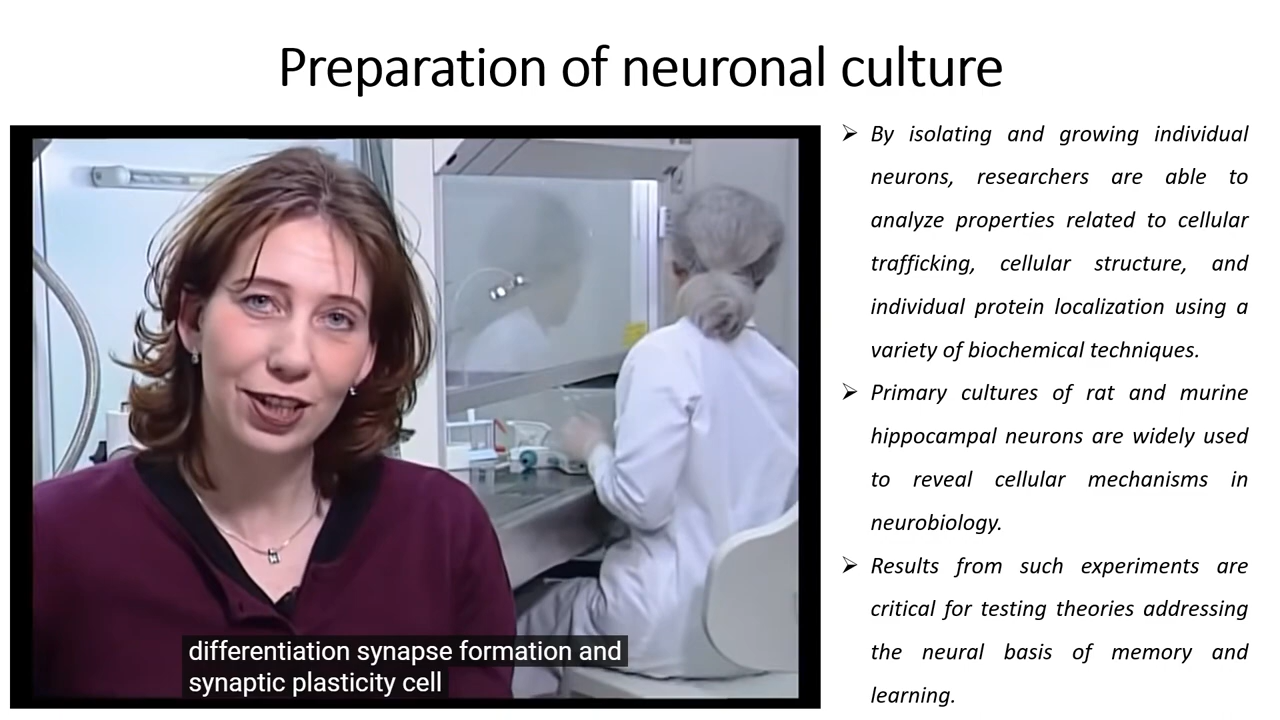 Preparation of neuronal culture
differentiation synapse formation and
synaptic plasticity cell
➢ By isolating and growing individual
neurons, researchers are able to
analyze properties related to cellular
trafficking, cellular structure, and
individual protein localization using a
variety of biochemical techniques.
➢ Primary cultures of rat and murine
hippocampal neurons are widely used
to reveal cellular mechanisms in
neurobiology.
➢ Results from such experiments are
critical for testing theories addressing
the neural basis of memory and
learning.